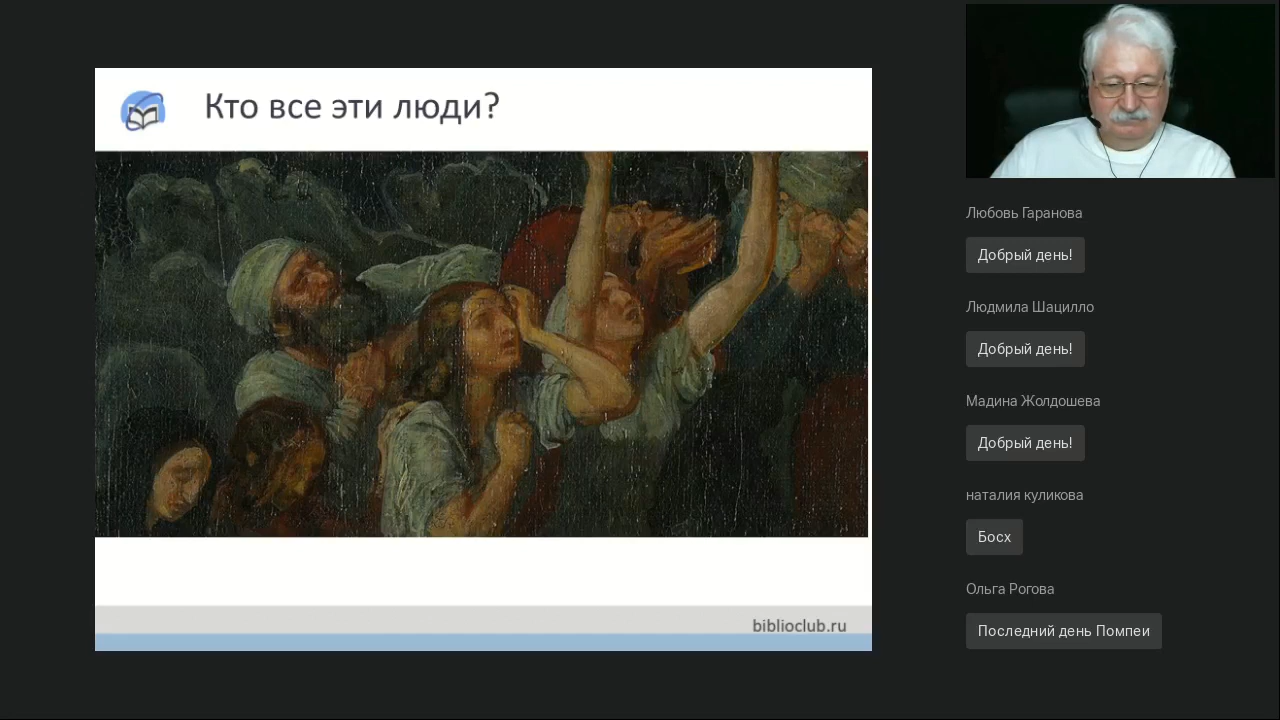 Кто все эти люди?
biblioclub.ru
Любовь Гаранова
Добрый день!
Людмила Шацилло
Добрый день!
Мадина Жолдошева
Добрый день!
наталия куликова
Босх
Ольга Рогова
Последний день Помпеи